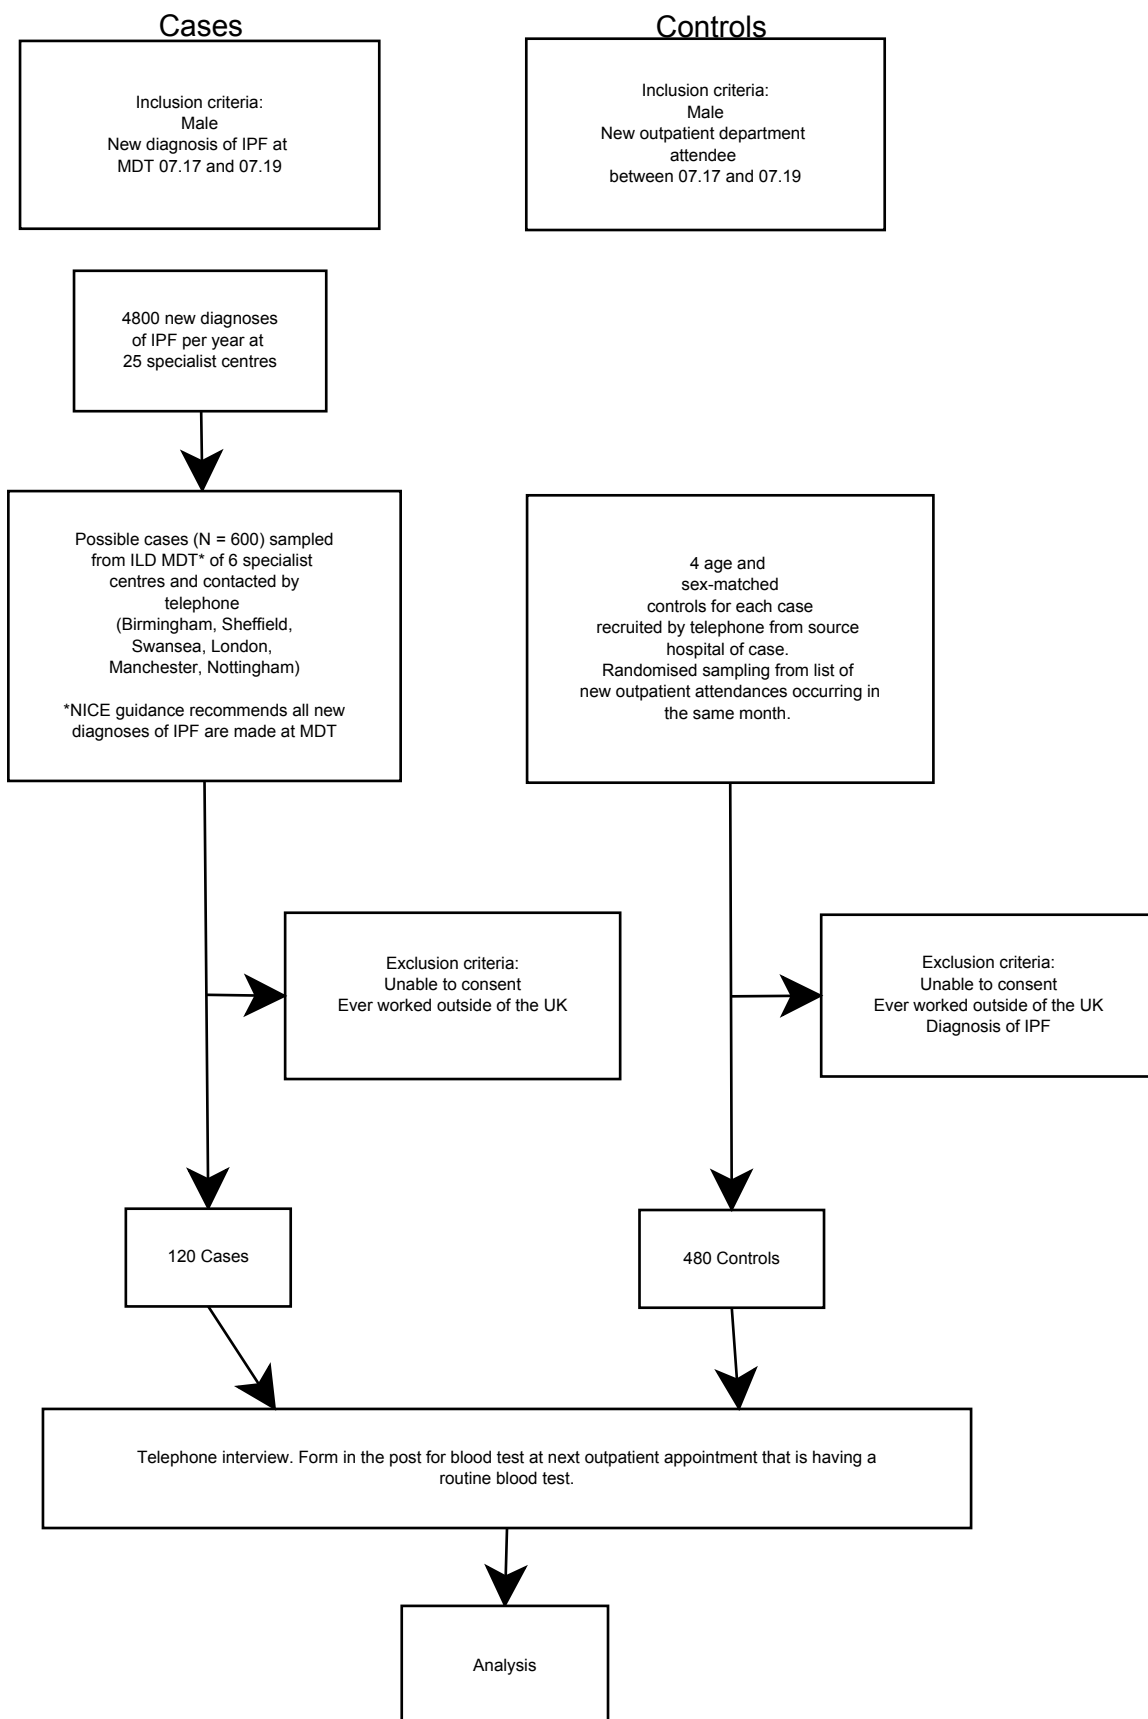 Cases
Controls
Inclusion criteria:
Male
New diagnosis of IPF at
MDT 07.17 and 07.19
Inclusion criteria:
Male
New outpatient department
attendee
between 07.17 and 07.19
4800 new diagnoses
of IPF per year at
25 specialist centres
Possible cases (N = 600) sampled
from ILD MDT* of 6 specialist
centres and contacted by
telephone
(Birmingham, Sheffield,
Swansea, London,
Manchester, Nottingham)
*NICE guidance recommends all new
diagnoses of IPF are made at MDT
4 age and
sex-matched
controls for each case
recruited by telephone from source
hospital of case.
Randomised sampling from list of
new outpatient attendances occurring in
the same month.
Exclusion criteria:
Unable to consent
Ever worked outside of the UK
Exclusion criteria:
Unable to consent
Ever worked outside of the UK
Diagnosis of IPF
120 Cases
480 Controls
Telephone interview. Form in the post for blood test at next outpatient appointment that is having a
routine blood test.
Analysis